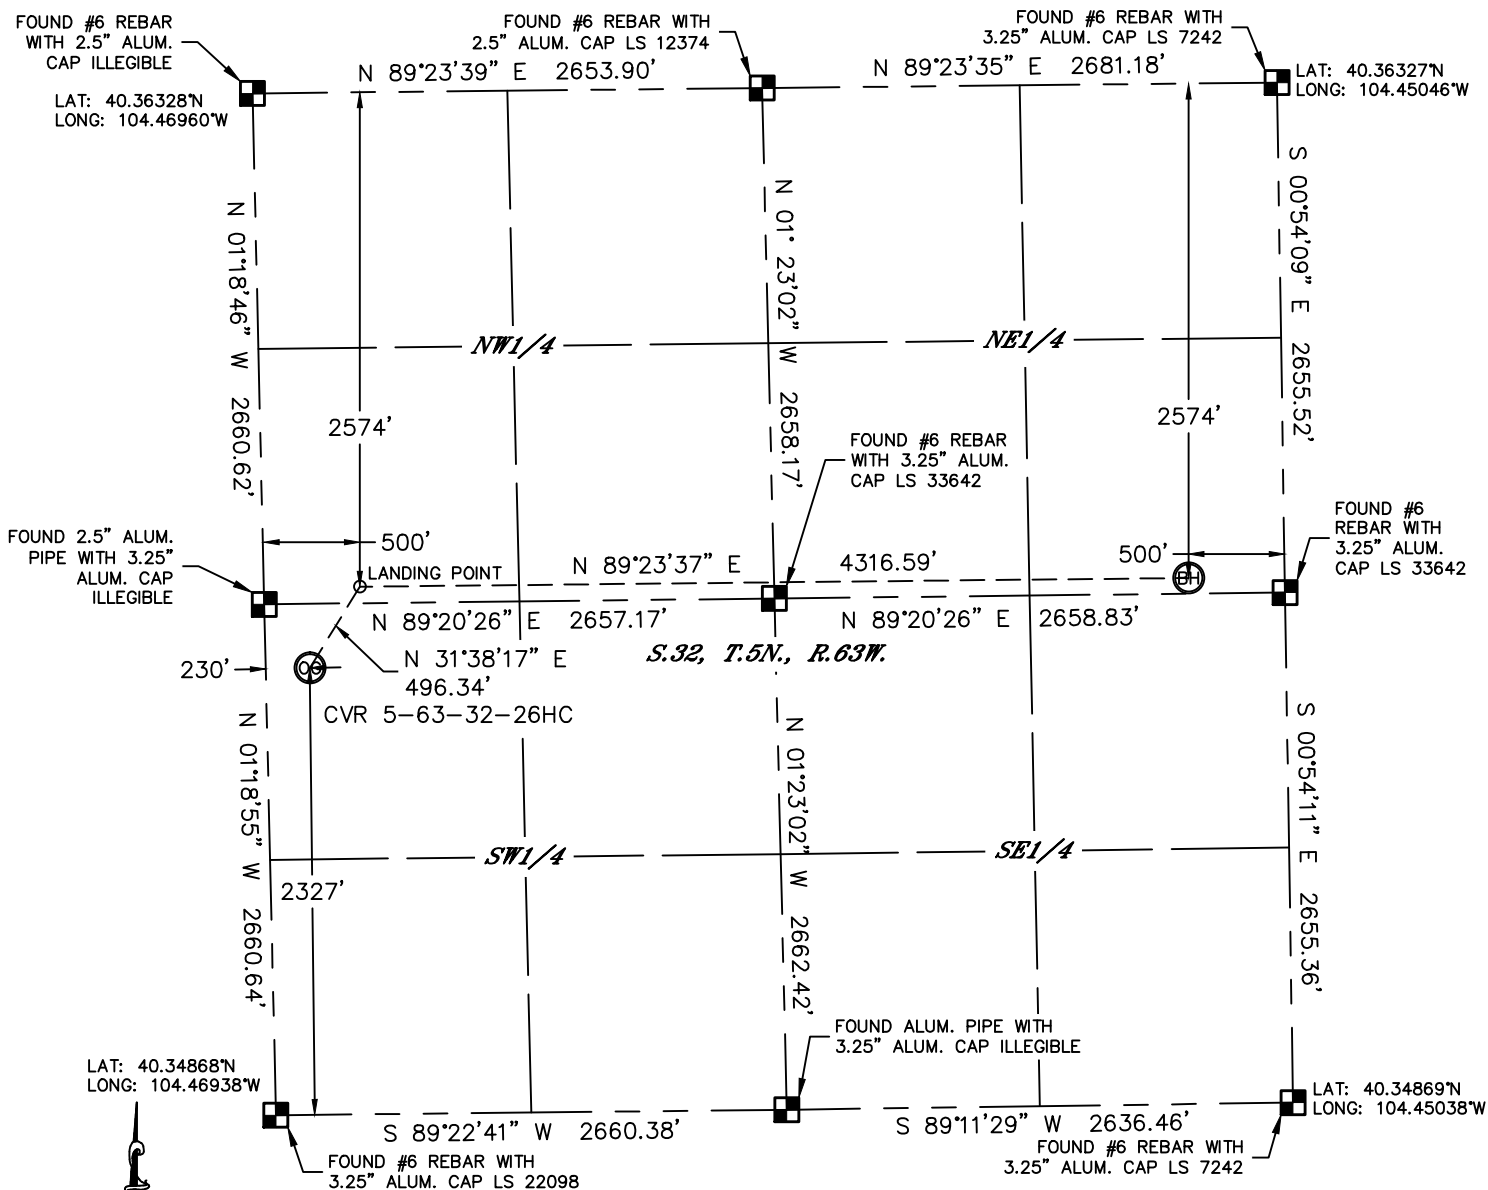 FOUND #6 REBAR
WITH 2.5" ALUM.
CAP ILLEGIBLE
FOUND #6 REBAR WITH
2.5" ALUM. CAP LS 12374
FOUND #6 REBAR WITH
3.25" ALUM. CAP LS 7242
N 89°23'39" E 2653.90'
N 89°23'35" E 2681.18'
LAT: 40.36328°N
LONG: 104.46960°W
LAT: 40.36327°N
LONG: 104.45046°W
N 01°18'46" W 2660.62'
N 01° 23'02" W 2658.17'
S 00°54'09" E 2655.52'
NW1/4
NE1/4
2574'
2574'
FOUND #6 REBAR
WITH 3.25" ALUM.
CAP LS 33642
FOUND 2.5" ALUM.
PIPE WITH 3.25"
ALUM. CAP
ILLEGIBLE
FOUND #6
REBAR WITH
3.25" ALUM.
CAP LS 33642
500'
500'
LANDING POINT
N 89°23'37" E 4316.59'
BH
N 89°20'26" E 2657.17'
N 89°20'26" E 2658.83'
S.32, T.5N., R.63W.
230'
OG
N 31°38'17" E
496.34'
CVR 5-63-32-26HC
N 01°18'55" W 2660.64'
N 01°23'02" W 2662.42'
S 00°54'11" E 2655.36'
SW1/4
SE1/4
2327'
FOUND ALUM. PIPE WITH
3.25" ALUM. CAP ILLEGIBLE
LAT: 40.34868°N
LONG: 104.46938°W
LAT: 40.34869°N
LONG: 104.45038°W
S 89°22'41" W 2660.38'
S 89°11'29" W 2636.46'
FOUND #6 REBAR WITH
3.25" ALUM. CAP LS 22098
FOUND #6 REBAR WITH
3.25" ALUM. CAP LS 7242